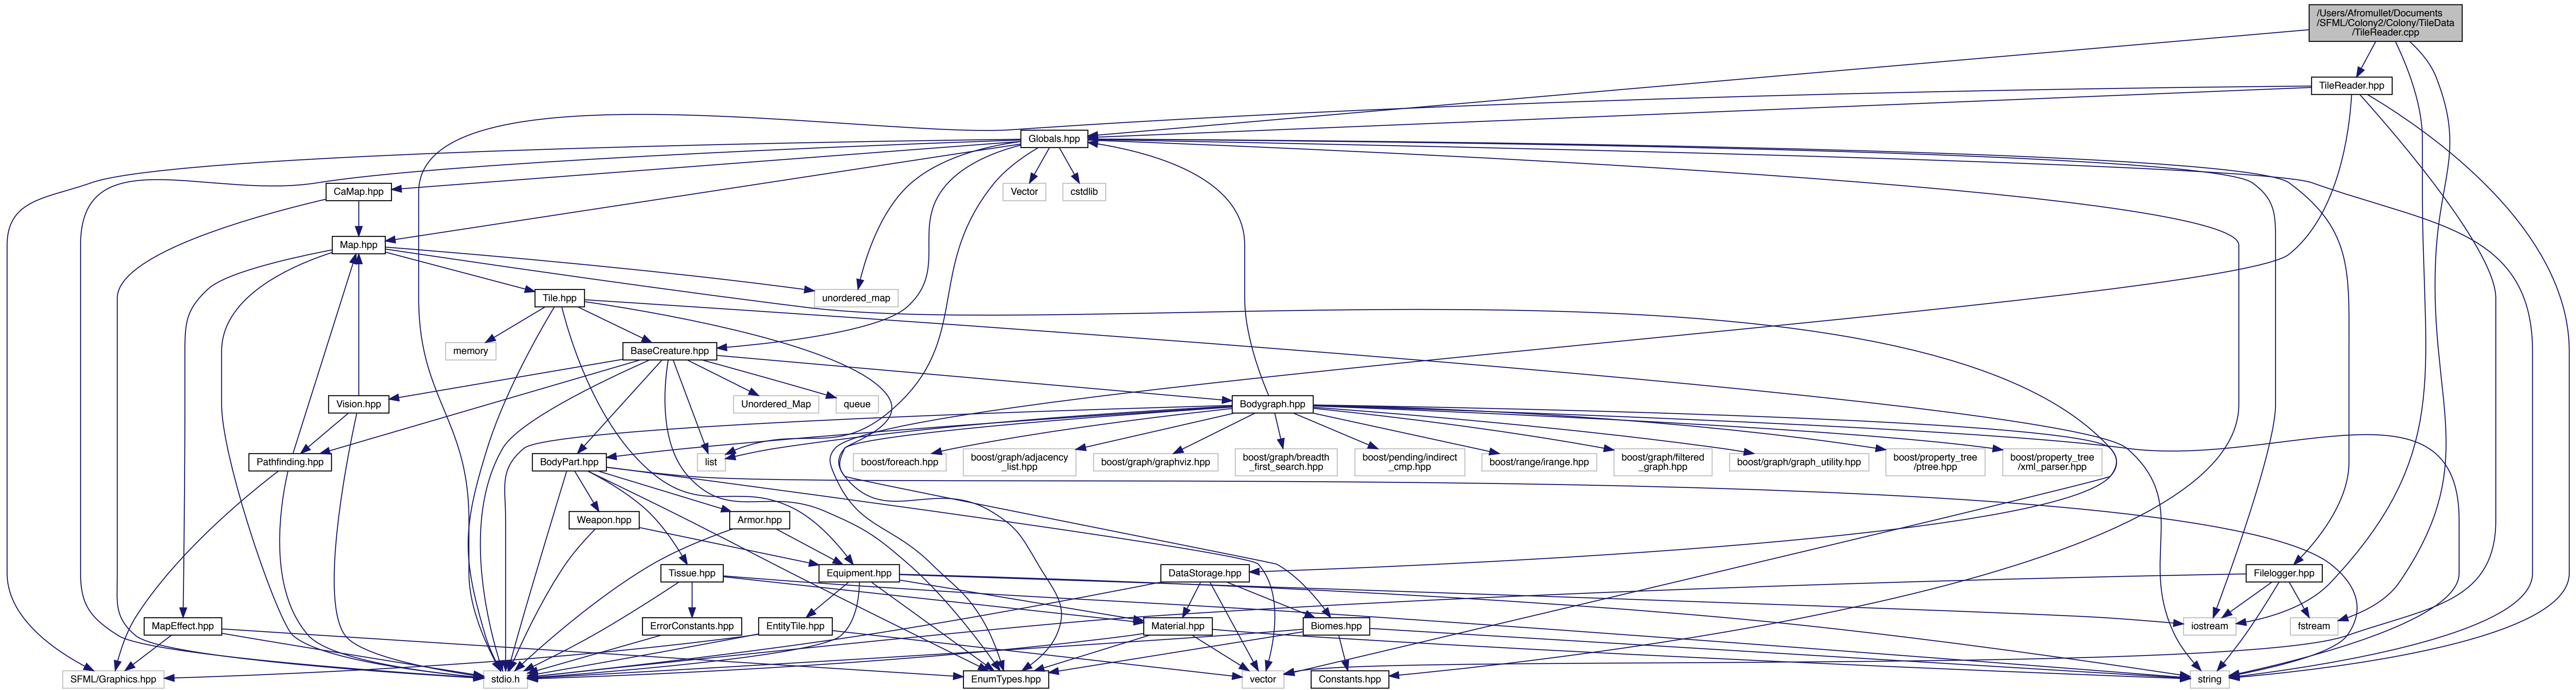 /Users/Afromullet/Documents
/SFML/Colony2/Colony/TileData
/TileReader.cpp
TileReader.hpp
Globals.hpp
CaMap.hpp
Vector
cstdlib
Map.hpp
Tile.hpp
unordered_map
memory
BaseCreature.hpp
Vision.hpp
Unordered_Map
queue
Bodygraph.hpp
Pathfinding.hpp
BodyPart.hpp
list
boost/foreach.hpp
boost/graph/adjacency
_list.hpp
boost/graph/graphviz.hpp
boost/graph/breadth
_first_search.hpp
boost/pending/indirect
_cmp.hpp
boost/range/irange.hpp
boost/graph/filtered
_graph.hpp
boost/graph/graph_utility.hpp
boost/property_tree
/ptree.hpp
boost/property_tree
/xml_parser.hpp
Weapon.hpp
Armor.hpp
Tissue.hpp
Equipment.hpp
DataStorage.hpp
Filelogger.hpp
MapEffect.hpp
ErrorConstants.hpp
EntityTile.hpp
Material.hpp
Biomes.hpp
iostream
fstream
SFML/Graphics.hpp
stdio.h
EnumTypes.hpp
vector
Constants.hpp
string